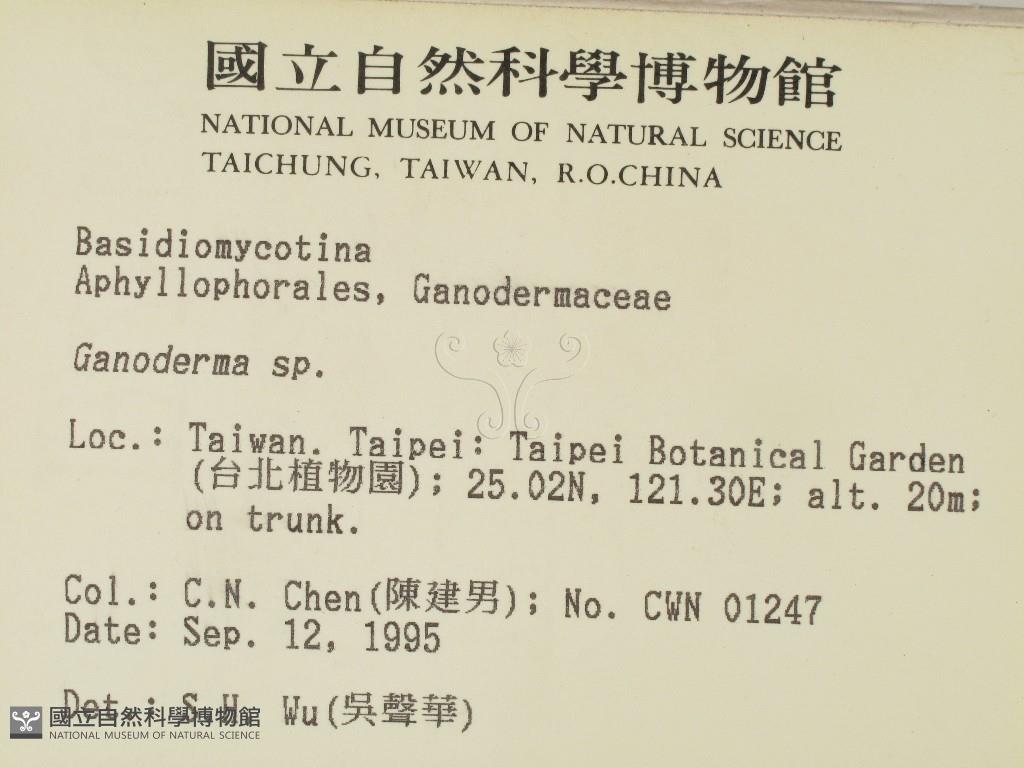 國立自然科學博物館
NATIONAL MUSEUM OF NATURAL SCIENCE
TAICHUNG, TAIWAN, R.O.CHINA
Basidiomycotina
Aphyllophorales, Ganodermaceae
Ganoderma sp.
Loc.: Taiwan. Taipei: Taipei Botanical Garden
(台北植物園); 25.02N, 121.30E; alt. 20m;
on trunk.
Col.: C.N. Chen(陳建男); No. CWN 01247
Date: Sep. 12, 1995
Det.: S.H. Wu(吳聲華)
國立自然科學博物館
NATIONAL MUSEUM OF NATURAL SCIENCE